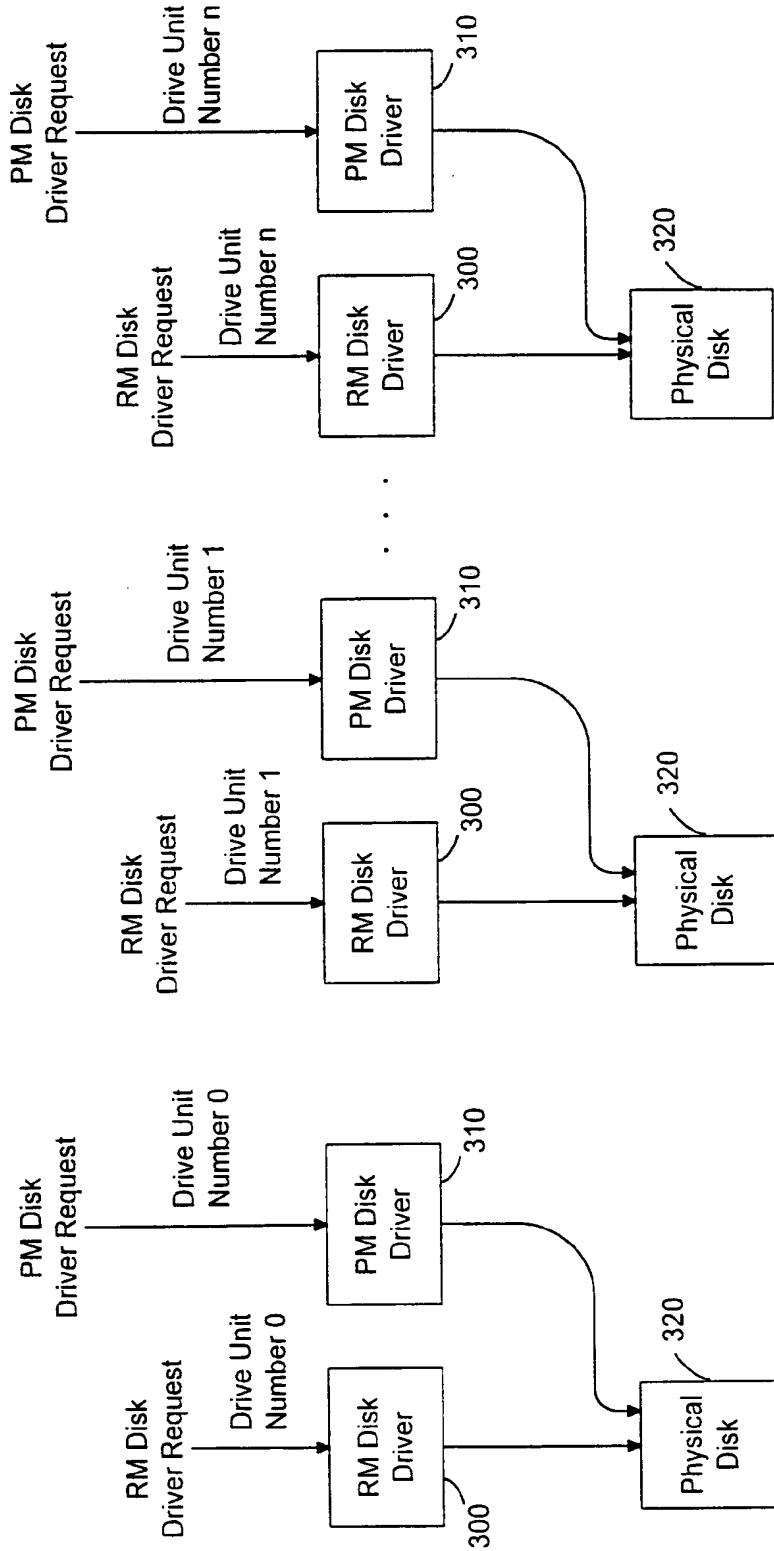 PM Disk
Driver Request
RM Disk
Driver Request
Drive Unit
Number 0
Drive Unit
Number 0
RM Disk
Driver
300
PM Disk
Driver
310
Physical
Disk
320
PM Disk
Driver Request
RM Disk
Driver Request
Drive Unit
Number 1
Drive Unit
Number 1
RM Disk
Driver
300
PM Disk
Driver
310
Physical
Disk
320
. . .
PM Disk
Driver Request
RM Disk
Driver Request
Drive Unit
Number n
Drive Unit
Number n
RM Disk
Driver
300
PM Disk
Driver
310
Physical
Disk
320